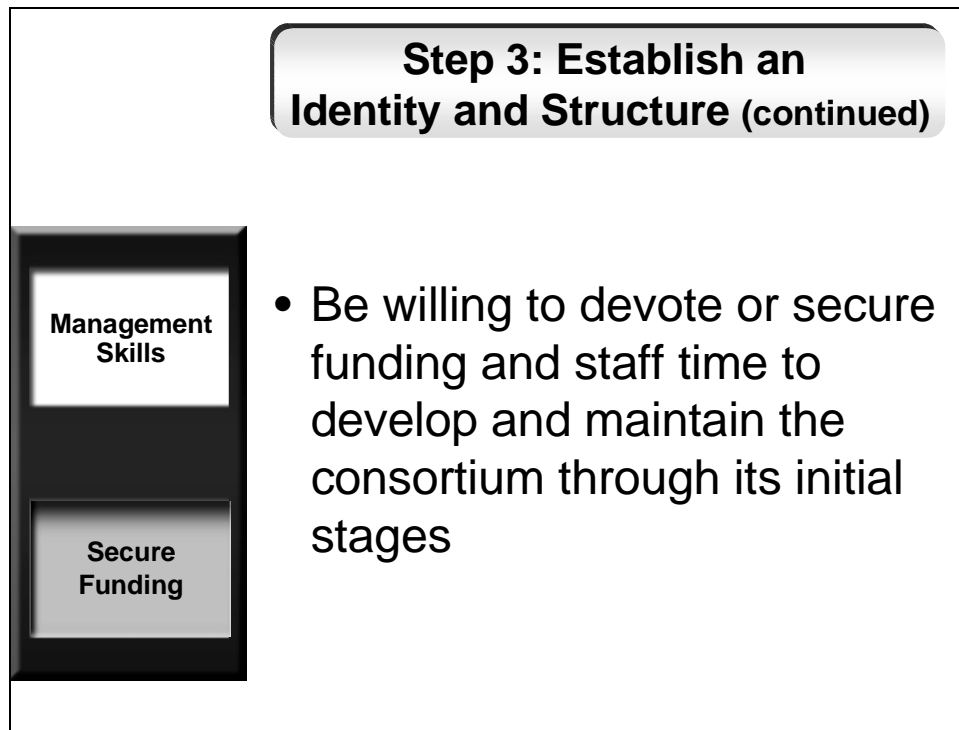 Step 3: Establish an
Identity and Structure (continued)
Management
Skills
Secure
Funding
• Be willing to devote or secure
funding and staff time to
develop and maintain the
consortium through its initial
stages